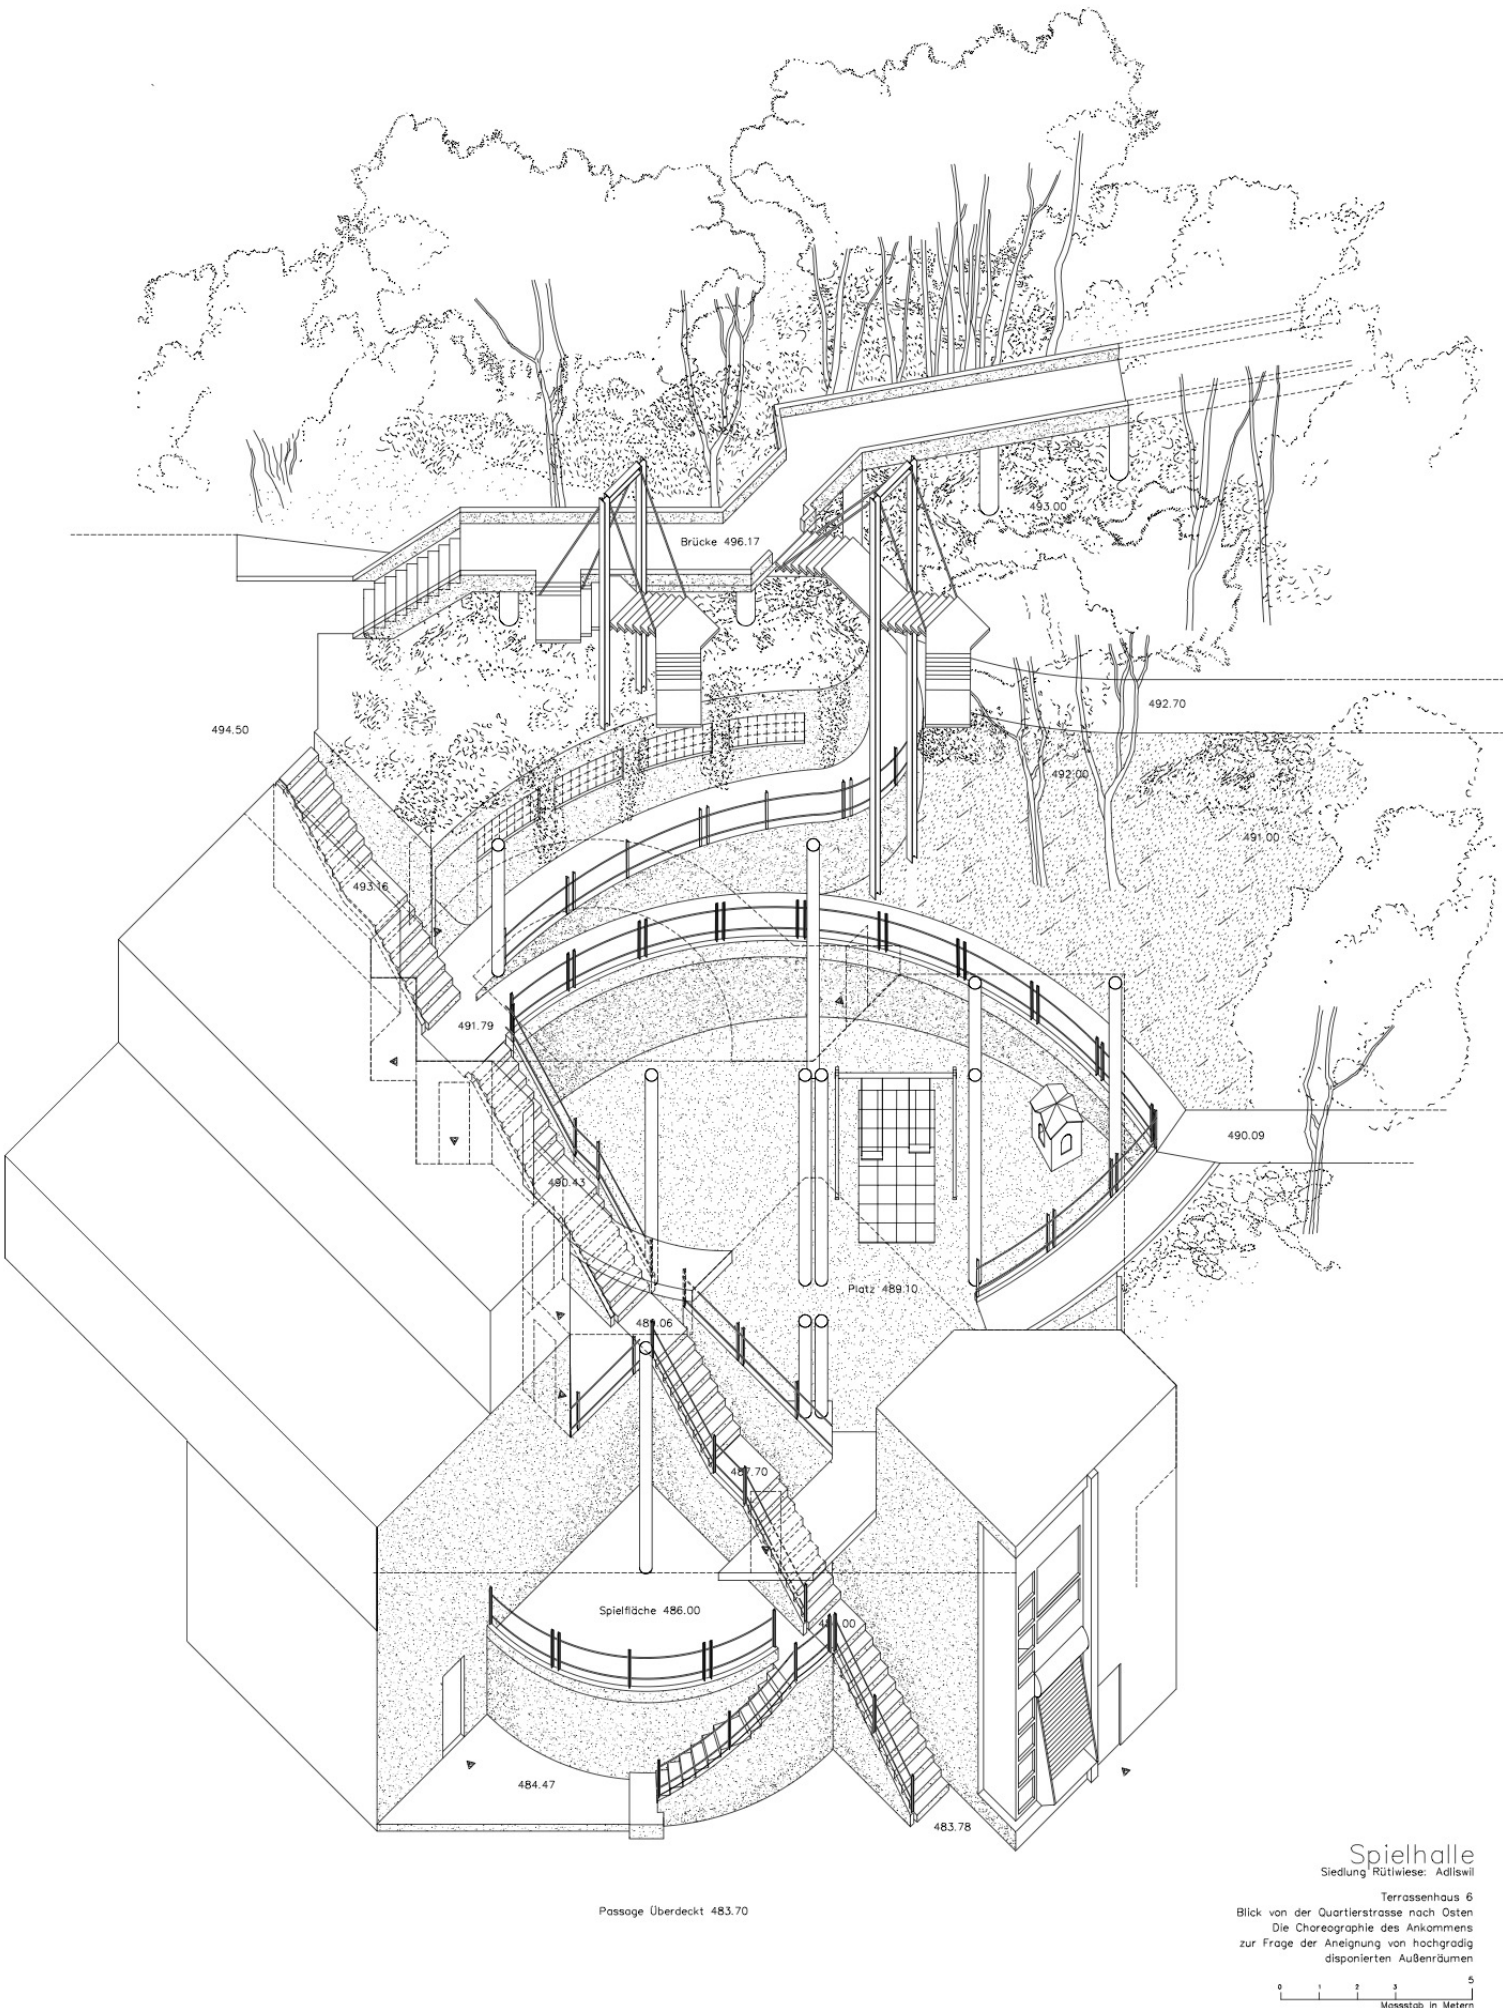 493.00
Brücke 496.17
492.70
494.50
492.00
491.00
493.16
491.79
490.09
490.43
Platz 489.10
489.06
487.70
Spielfläche 486.00
484.47
483.78
Passage Überdeckt 483.70
Spielhalle
Siedlung Rütiwiese: Adliswil
Terrassenhaus 6
Blick von der Quartierstrasse nach Osten
Die Choreographie des Ankommens
zur Frage der Aneignung von hochgradig
disponierten Außenräumen
0 1 2 3 5
Massstab in Metern